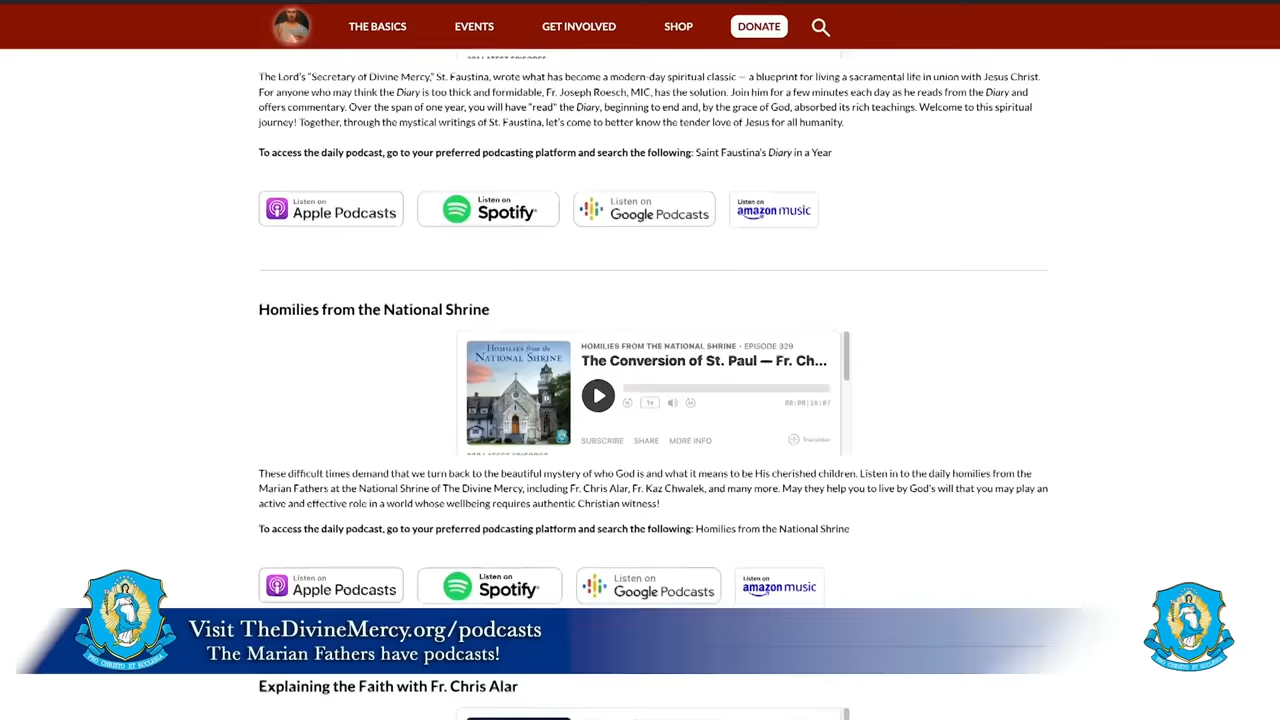 THE BASICS EVENTS GET INVOLVED SHOP DONATE
The Lord's "Secretary of Divine Mercy," St. Faustina, wrote what has become a modern-day spiritual classic — a blueprint for living a sacramental life in union with Jesus Christ.
For anyone who may think the Diary is too thick and formidable, Fr. Joseph Roesch, MIC, has the solution. Join him for a few minutes each day as he reads from the Diary and
offers commentary. Over the span of one year, you will have "read" the Diary, beginning to end and, by the grace of God, absorbed its rich teachings. Welcome to this spiritual
journey! Together, through the mystical writings of St. Faustina, let's come to better know the tender love of Jesus for all humanity.
To access the daily podcast, go to your preferred podcasting platform and search the following: Saint Faustina's Diary in a Year
Listen on
Apple Podcasts
Listen on
Spotify
Listen on
Google Podcasts
Listen on
amazon music
Homilies from the National Shrine
HOMILIES from the
NATIONAL SHRINE
HOMILIES FROM THE NATIONAL SHRINE • EPISODE 329
The Conversion of St. Paul — Fr. Ch...
1x
SUBSCRIBE SHARE MORE INFO
These difficult times demand that we turn back to the beautiful mystery of who God is and what it means to be His cherished children. Listen in to the daily homilies from the
Marian Fathers at the National Shrine of The Divine Mercy, including Fr. Chris Alar, Fr. Kaz Chwalek, and many more. May they help you to live by God's will that you may play an
active and effective role in a world whose wellbeing requires authentic Christian witness!
To access the daily podcast, go to your preferred podcasting platform and search the following: Homilies from the National Shrine
Listen on
Apple Podcasts
Listen on
Spotify
Listen on
Google Podcasts
Listen on
amazon music
Visit TheDivineMercy.org/podcasts
The Marian Fathers have podcasts!
PRO CHRISTO ET ECCLESIA
PRO CHRISTO ET ECCLESIA
Explaining the Faith with Fr. Chris Alar